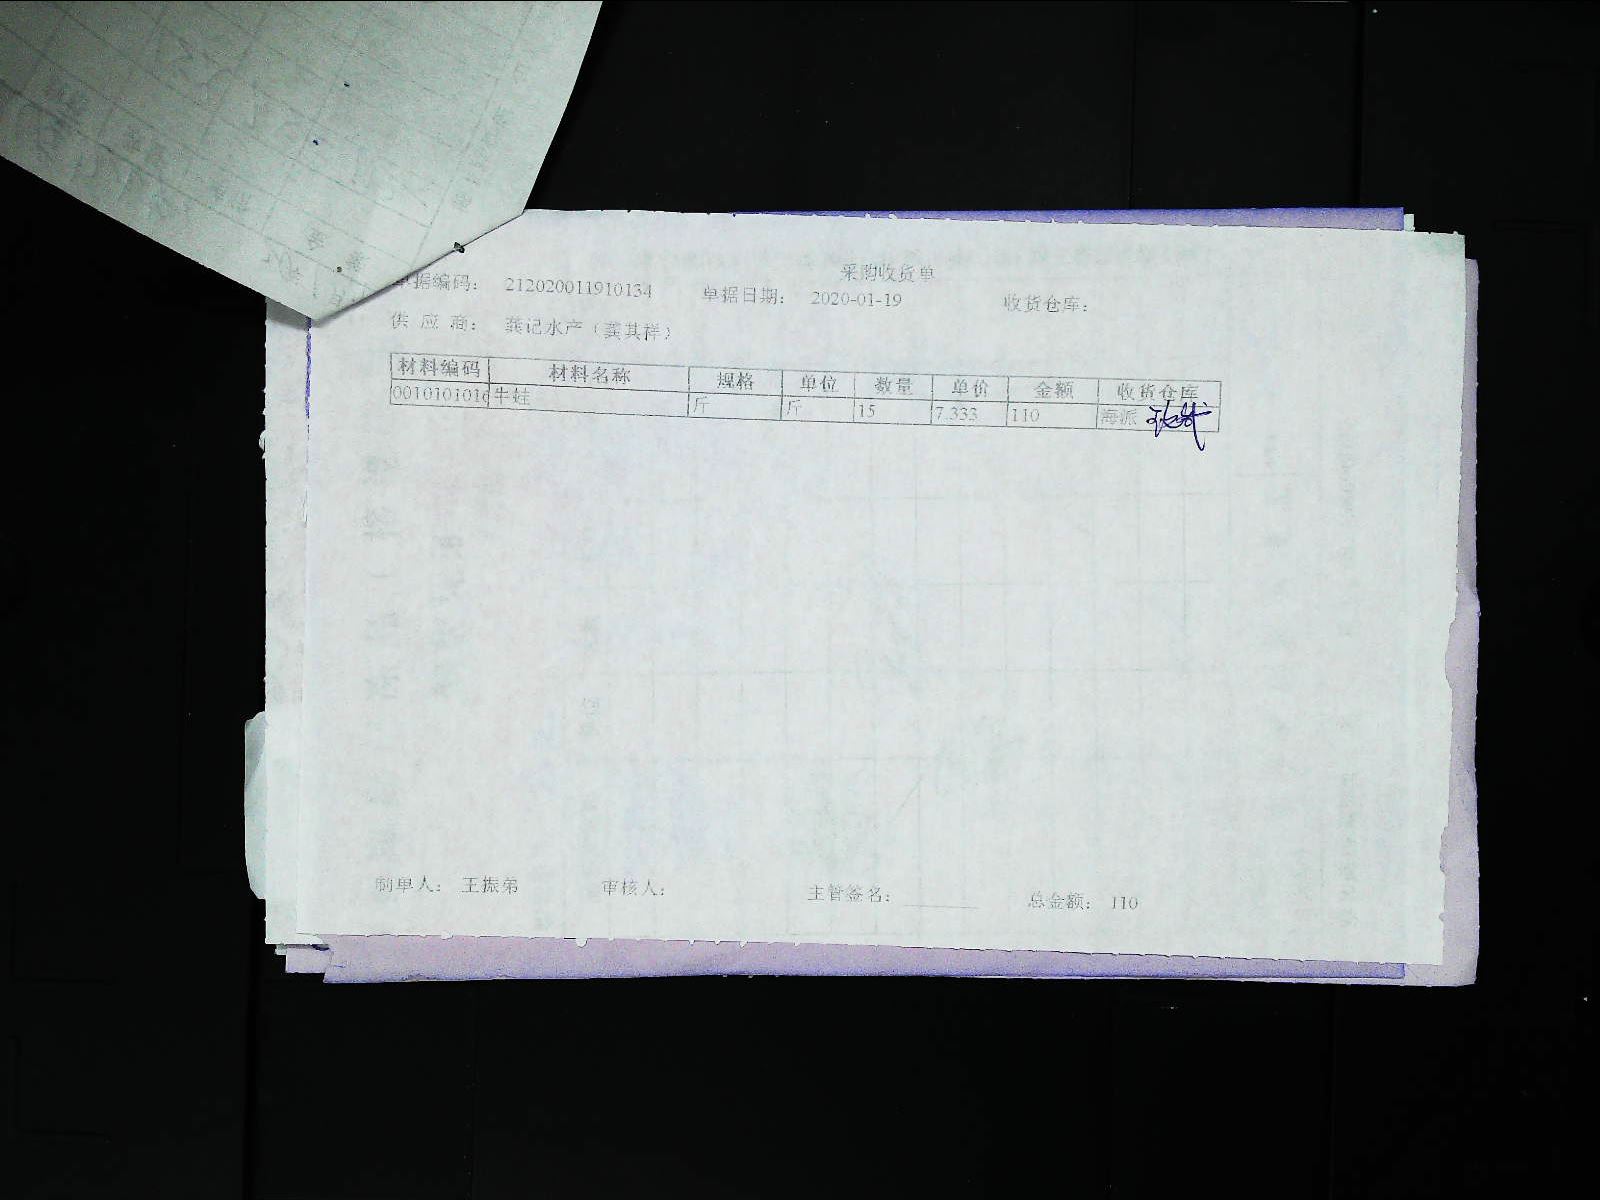 采购收货单
单据编码： 212020011910134 单据日期： 2020-01-19 收货仓库：
供 应 商： 龚记水产（龚其祥）
材料编码 材料名称 规格 单位 数量 单价 金额 收货仓库
001010101 牛蛙 斤 斤 15 7.333 110 海派
制单人： 王振弟 审核人： 主管签名： 总金额： 110